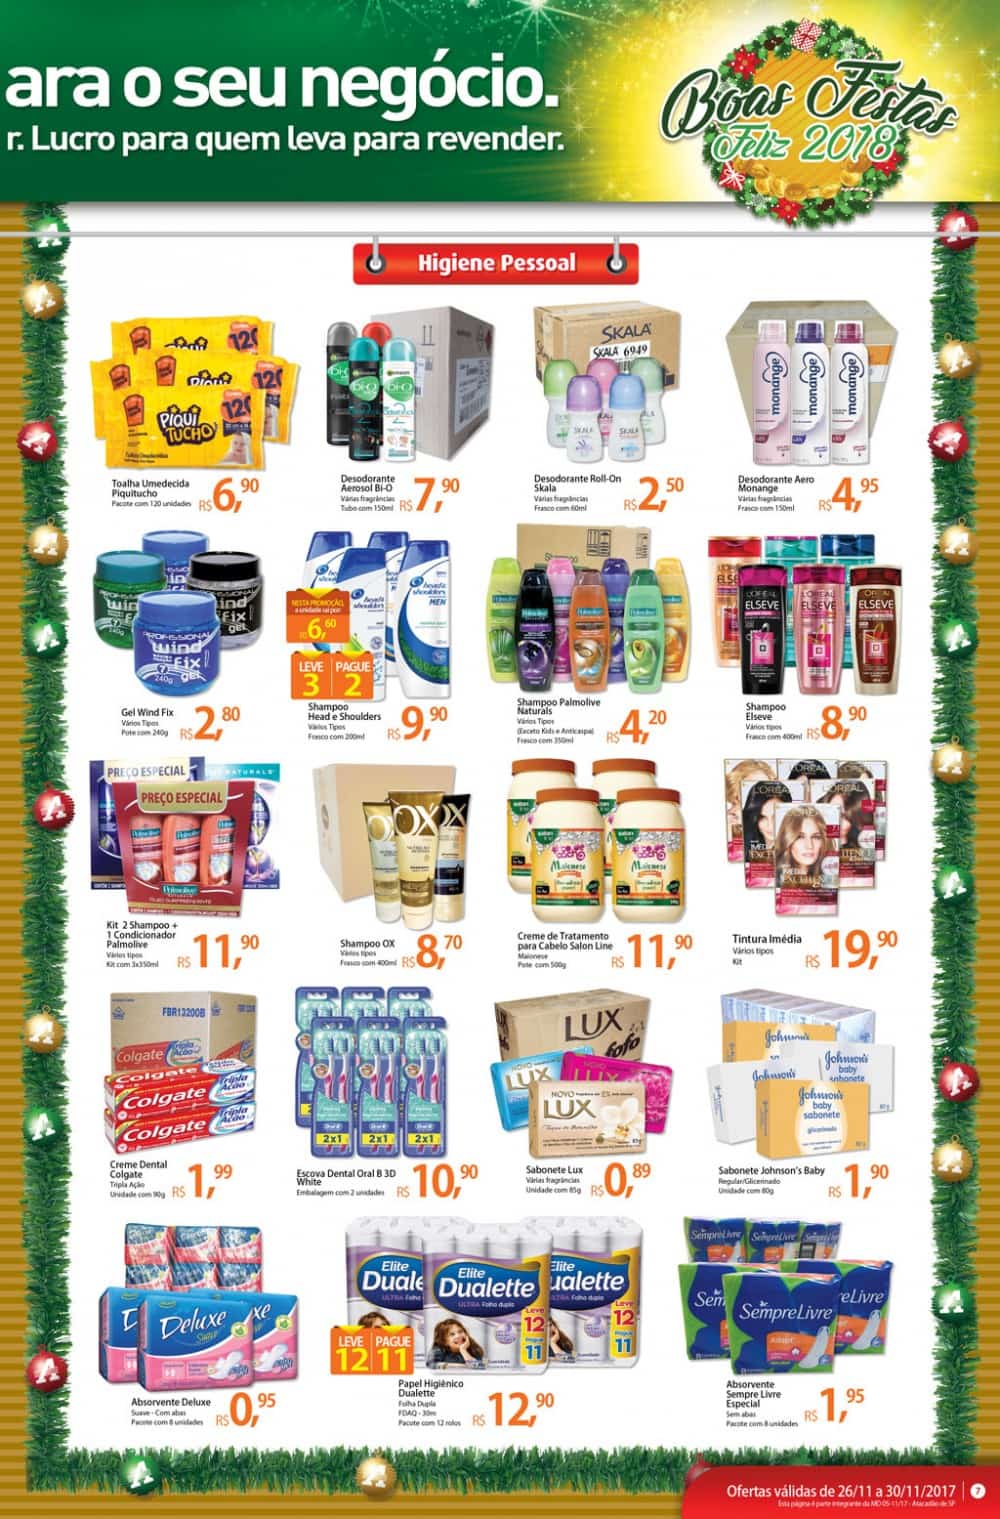 ara o seu negócio.
r. Lucro para quem leva para revender.
Boas Festas
Feliz 2018
Higiene Pessoal
Toalha Umedecida
Piquitucho
Pacote com 120 unidades
R$ 6,90
Desodorante
Aerosol Bi-O
Várias fragrâncias
Tubo com 150ml
R$ 7,90
Desodorante Roll-On
Skala
Várias fragrâncias
Frasco com 60ml
R$ 2,50
Desodorante Aero
Monange
Várias fragrâncias
Frasco com 150ml
R$ 4,95
Gel Wind Fix
Vários Tipos
Pote com 240g
R$ 2,80
NESTA PROMOÇÃO,
a unidade sai por:
R$ 6,60
LEVE 3 PAGUE 2
Shampoo
Head e Shoulders
Vários Tipos
Frasco com 200ml
R$ 9,90
Shampoo Palmolive
Naturals
Vários Tipos
(Exceto Kids e Anticaspa)
Frasco com 350ml
R$ 4,20
Shampoo
Elseve
Vários Tipos
Frasco com 400ml
R$ 8,90
PREÇO ESPECIAL
PREÇO ESPECIAL
Kit 2 Shampoo +
1 Condicionador
Palmolive
Vários tipos
Kit com 3x350ml
R$ 11,90
Shampoo OX
Vários tipos
Frasco com 400ml
R$ 8,70
Creme de Tratamento
para Cabelo Salon Line
Maionese
Pote com 500g
R$ 11,90
Tintura Imédia
Vários tipos
Kit
R$ 19,90
FBR13200B
Creme Dental
Colgate
Tripla Ação
Unidade com 90g
R$ 1,99
Escova Dental Oral B 3D
White
Embalagem com 2 unidades
R$ 10,90
Sabonete Lux
Várias fragrâncias
Unidade com 85g
R$ 0,89
Sabonete Johnson's Baby
Regular/Glicerinado
Unidade com 80g
R$ 1,90
Absorvente Deluxe
Suave - Com abas
Pacote com 8 unidades
R$ 0,95
LEVE 12 PAGUE 11
Papel Higiênico
Dualette
Folha Dupla
FDAQ - 30m
Pacote com 12 rolos
R$ 12,90
Absorvente
Sempre Livre
Especial
Sem abas
Pacote com 8 unidades
R$ 1,95
Ofertas válidas de 26/11 a 30/11/2017 7
Esta página é parte integrante da MD 05-11/17 - Atacadão de SP